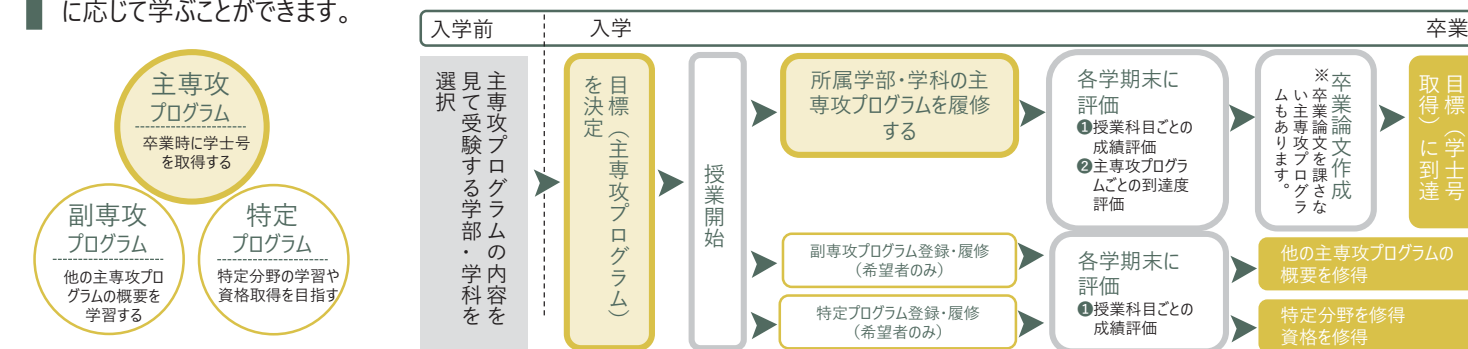 に応じて学ぶことができます。
主専攻
プログラム
卒業時に学士号
を取得する
副専攻
プログラム
他の主専攻プロ
グラムの概要を
学習する
特定
プログラム
特定分野の学習や
資格取得を目指す
入学前
入学
卒業
主専攻プログラムの内容を
見て受験する学部・学科を
選択
目標（主専攻プログラム）
を決定
授業開始
所属学部・学科の主
専攻プログラムを履修
する
各学期末に
評価
❶授業科目ごとの
成績評価
❷主専攻プログラ
ムごとの到達度
評価
卒業論文作成
※卒業論文を課さな
い主専攻プログラ
ムもあります。
目標（学士号
取得）に到達
副専攻プログラム登録・履修
（希望者のみ）
特定プログラム登録・履修
（希望者のみ）
各学期末に
評価
❶授業科目ごとの
成績評価
他の主専攻プログラムの
概要を修得
特定分野を修得
資格を修得